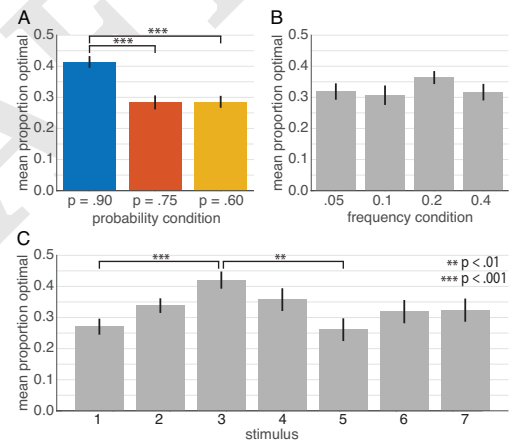 A
***
***
0.5
0.4
0.3
0.2
0.1
0.0
mean proportion optimal
p = .90 p = .75 p = .60
probability condition
B
0.5
0.4
0.3
0.2
0.1
0.0
mean proportion optimal
.05 0.1 0.2 0.4
frequency condition
C
*** **
** p < .01
*** p < .001
0.5
0.4
0.3
0.2
0.1
0.0
mean proportion optimal
1 2 3 4 5 6 7
stimulus